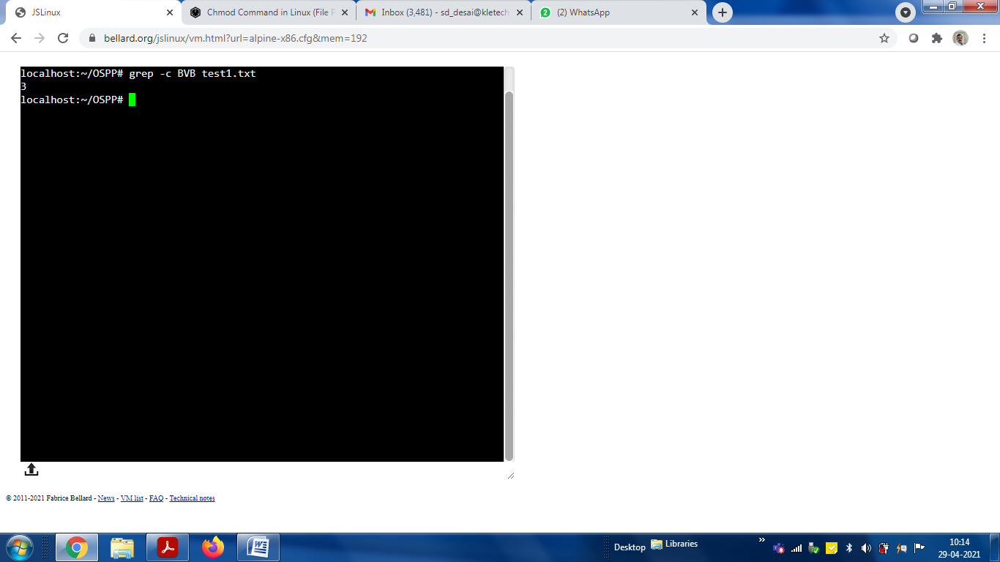 JSLinux
Chmod Command in Linux (File P
Inbox (3,481) - sd_desai@kletech
(2) WhatsApp
bellard.org/jslinux/vm.html?url=alpine-x86.cfg&mem=192
localhost:~/OSPP# grep -c BVB test1.txt
3
localhost:~/OSPP#
© 2011-2021 Fabrice Bellard - News - VM list - FAQ - Technical notes
Desktop
Libraries
10:14
29-04-2021